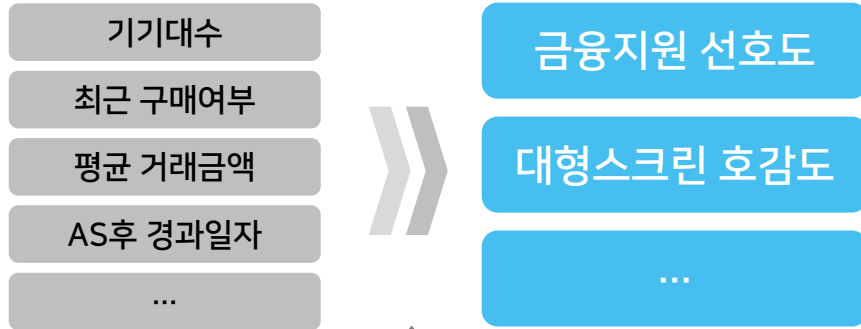 기기대수
최근 구매여부
평균 거래금액
AS후 경과일자
...
금융지원 선호도
대형스크린 호감도
...